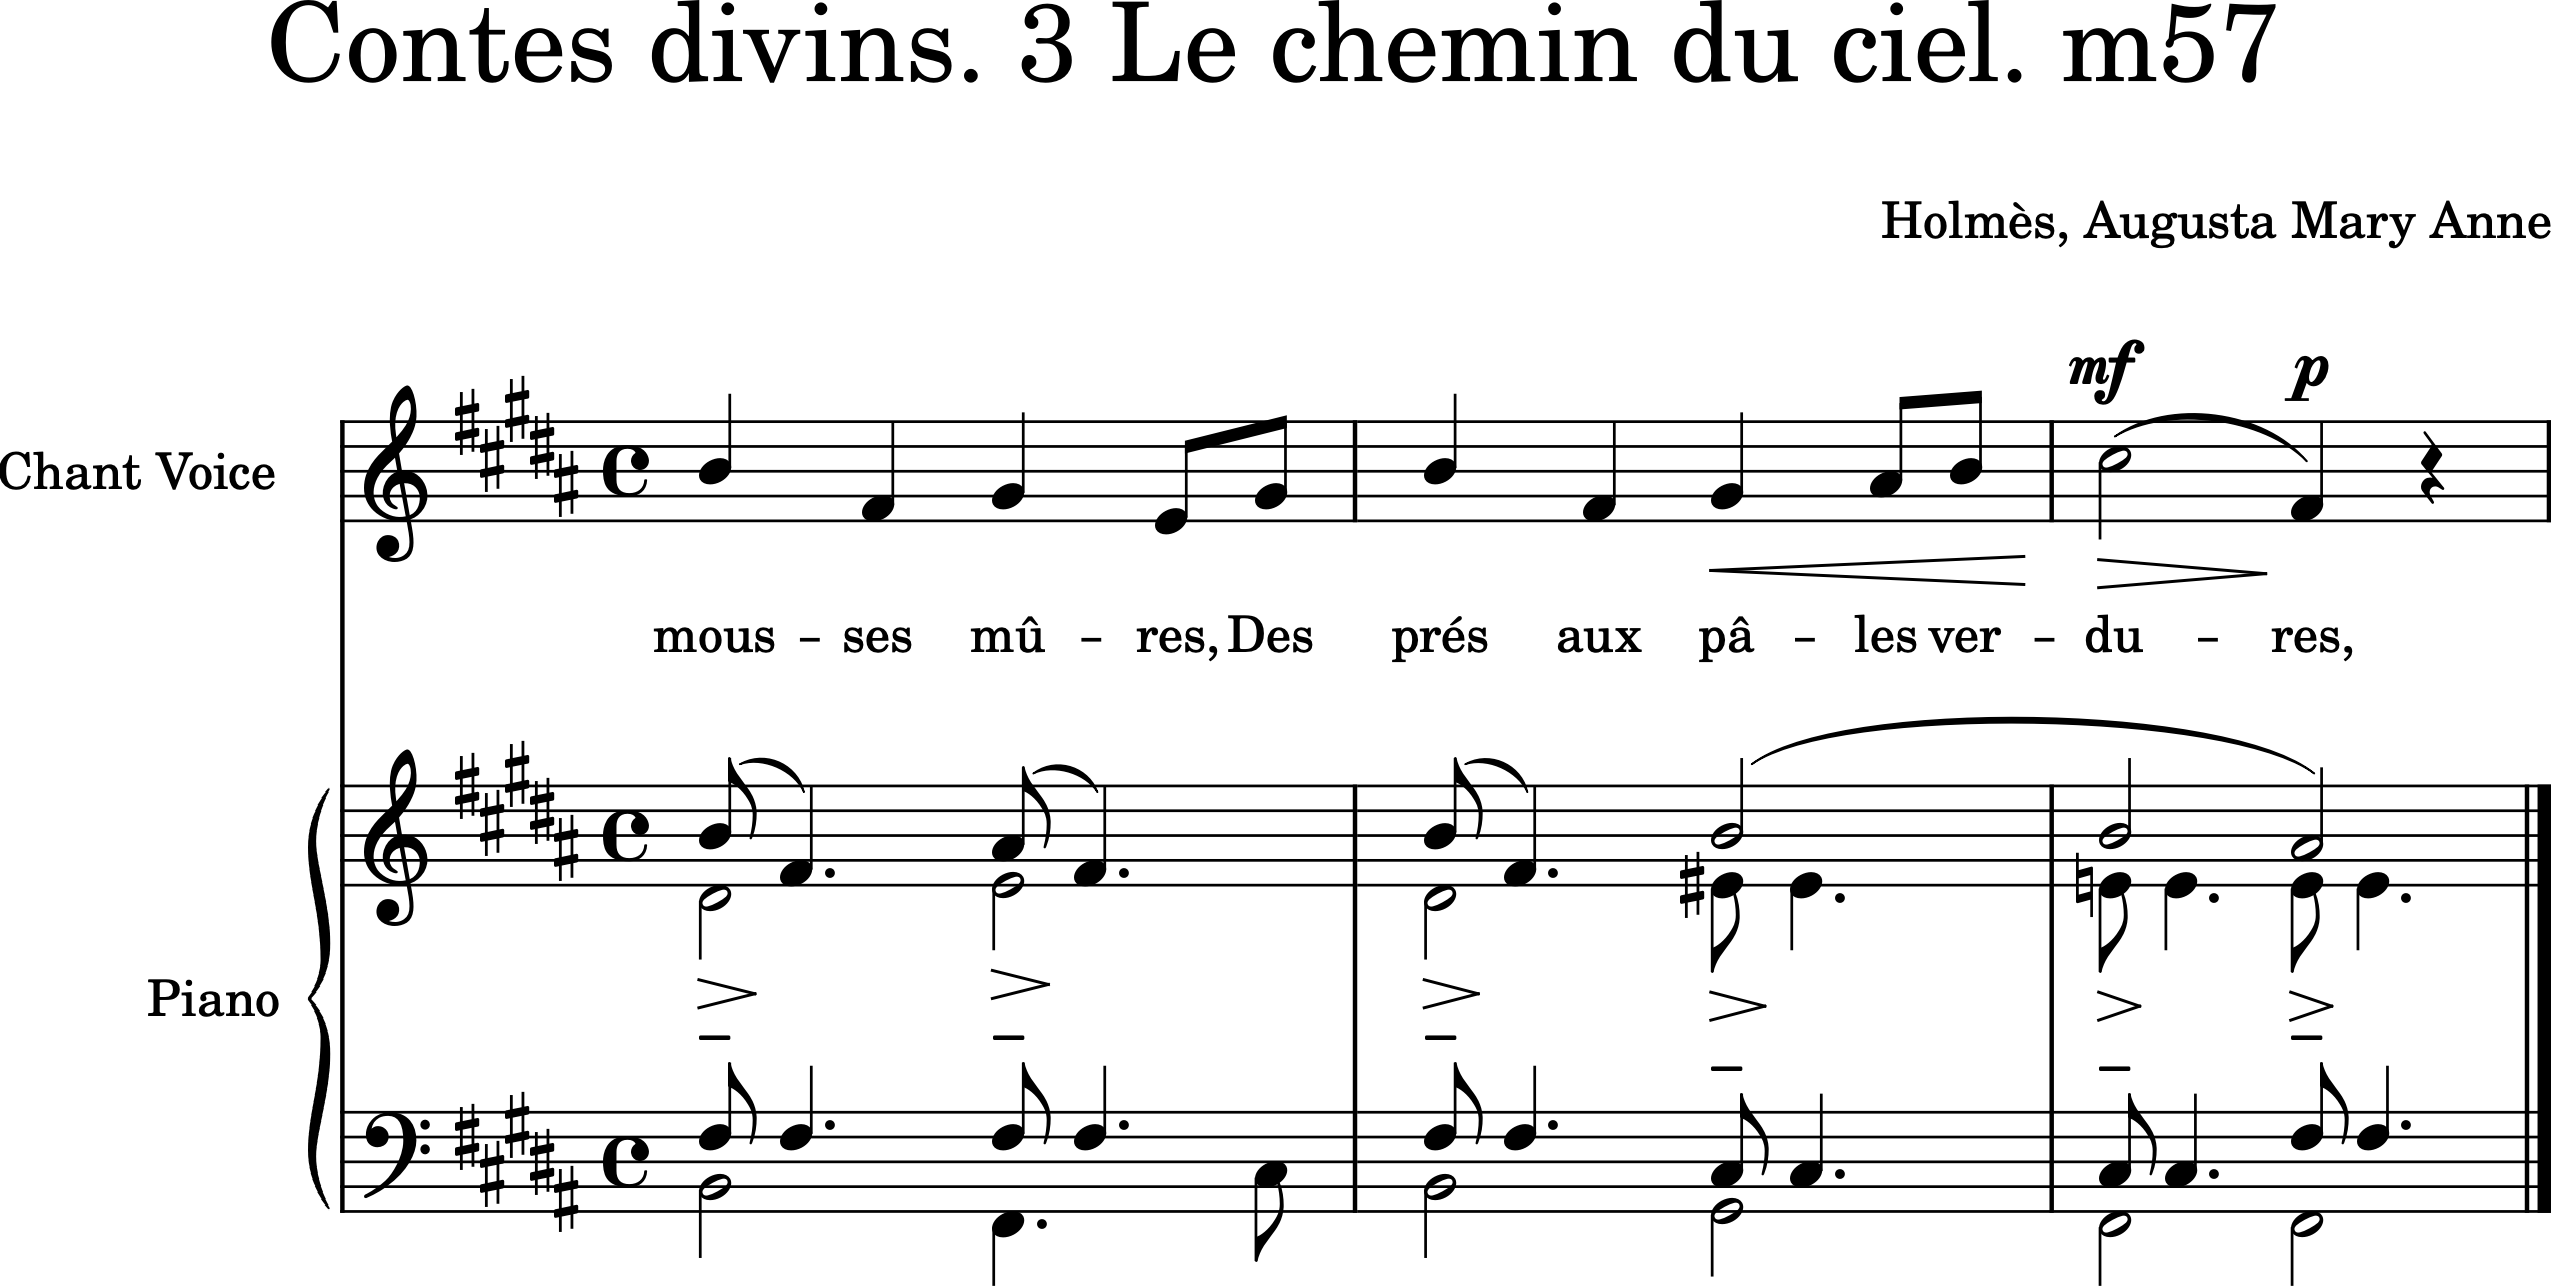 Contes divins. 3 Le chemin du ciel. m57
Holmès, Augusta Mary Anne
mf p
Chant Voice
mous – ses mû – res, Des prés aux pâ – les ver – du – res,
Piano